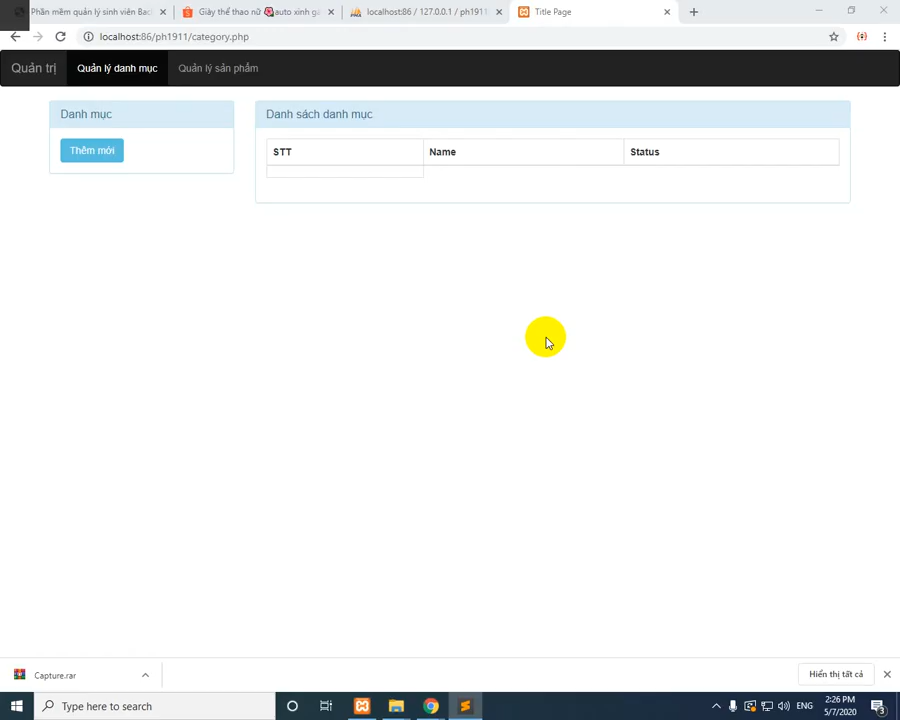 Phần mềm quản lý sinh viên Bac
Giày thể thao nữ auto xinh gi
localhost:86 / 127.0.0.1 / ph1911
Title Page
localhost:86/ph1911/category.php
Quản trị
Quản lý danh mục
Quản lý sản phẩm
Danh mục
Thêm mới
Danh sách danh mục
STT Name Status
Capture.rar
Hiển thị tất cả
Type here to search
ENG
2:26 PM
5/7/2020
3